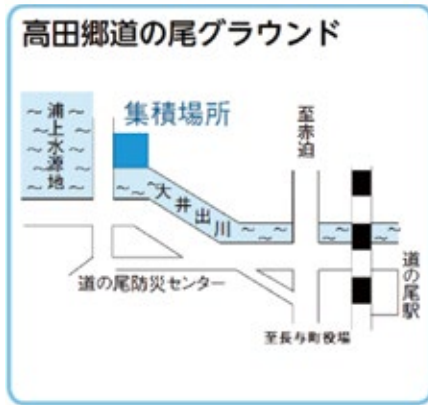 高田郷道の尾グラウンド
集積場所
浦上水源地
至赤迫
大井出川
道の尾防災センター
道の尾駅
至長与町役場